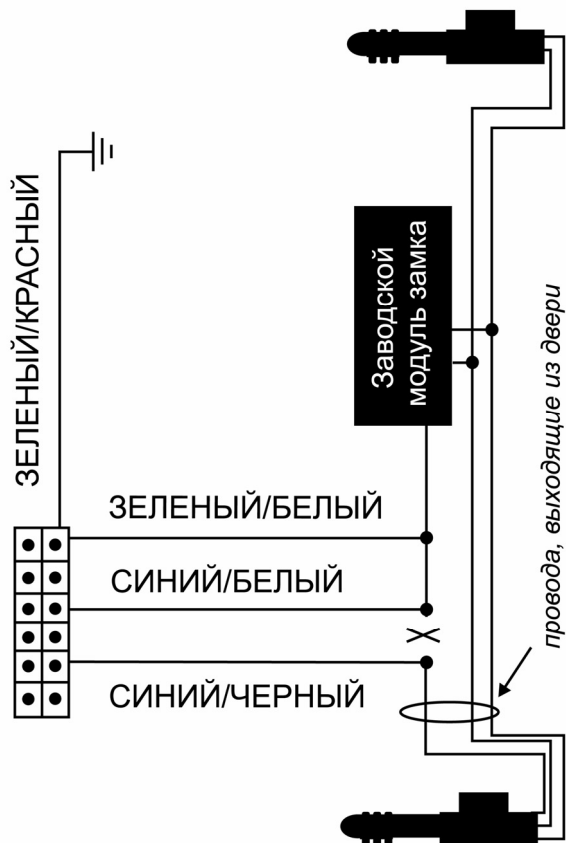 ЗЕЛЕНЫЙ/КРАСНЫЙ
Заводской
модуль замка
ЗЕЛЕНЫЙ/БЕЛЫЙ
СИНИЙ/БЕЛЫЙ
СИНИЙ/ЧЕРНЫЙ
провода, выходящие из двери